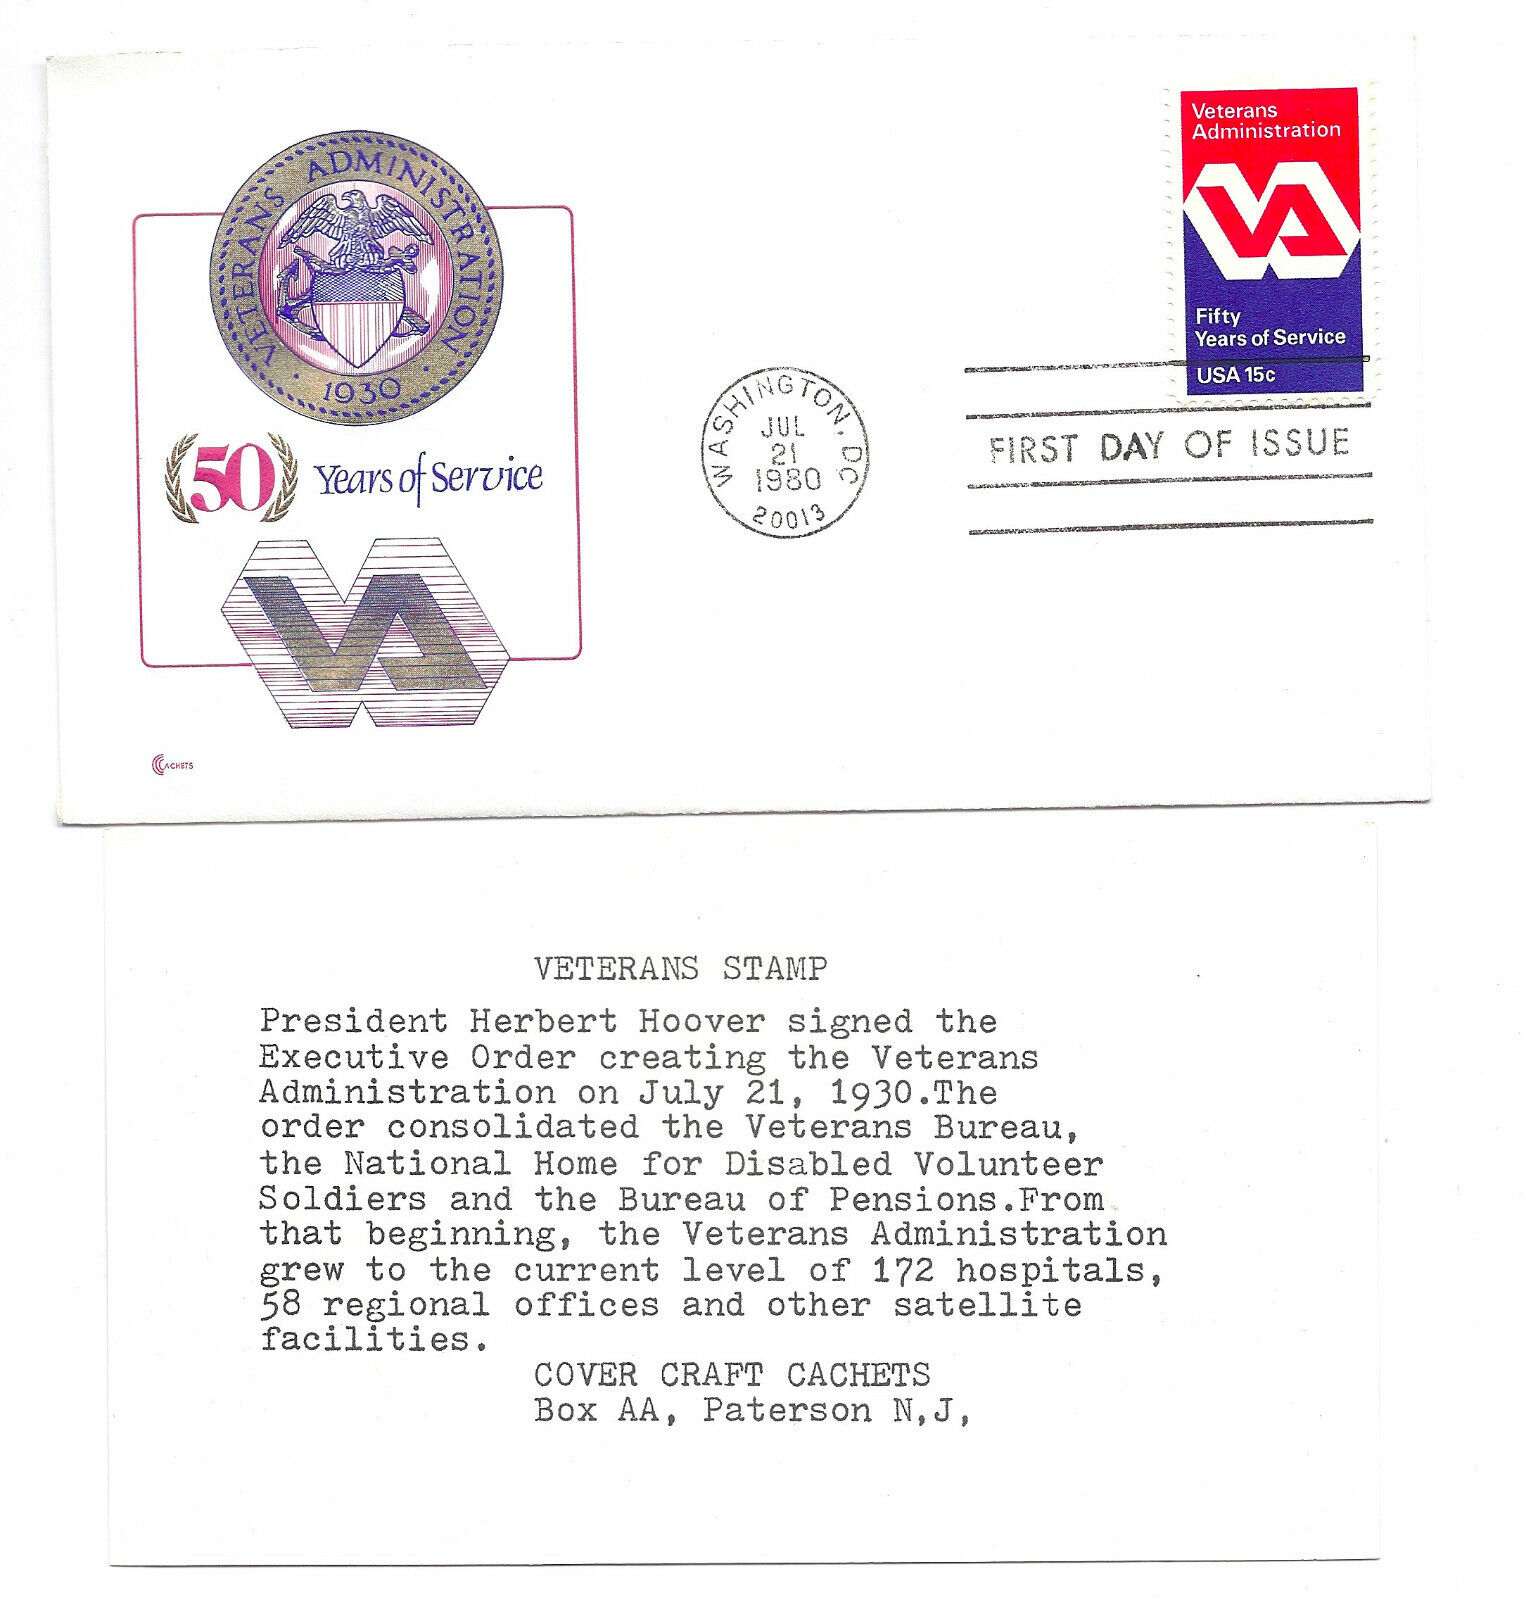 VETERANS ADMINISTRATION
· 1930 ·
50 Years of Service
VA
CCC ACHETS
WASHINGTON, DC
JUL
21
1980
20013
Veterans
Administration
VA
Fifty
Years of Service
USA 15c
FIRST DAY OF ISSUE
VETERANS STAMP
President Herbert Hoover signed the
Executive Order creating the Veterans
Administration on July 21, 1930.The
order consolidated the Veterans Bureau,
the National Home for Disabled Volunteer
Soldiers and the Bureau of Pensions.From
that beginning, the Veterans Administration
grew to the current level of 172 hospitals,
58 regional offices and other satellite
facilities.
COVER CRAFT CACHETS
Box AA, Paterson N,J,